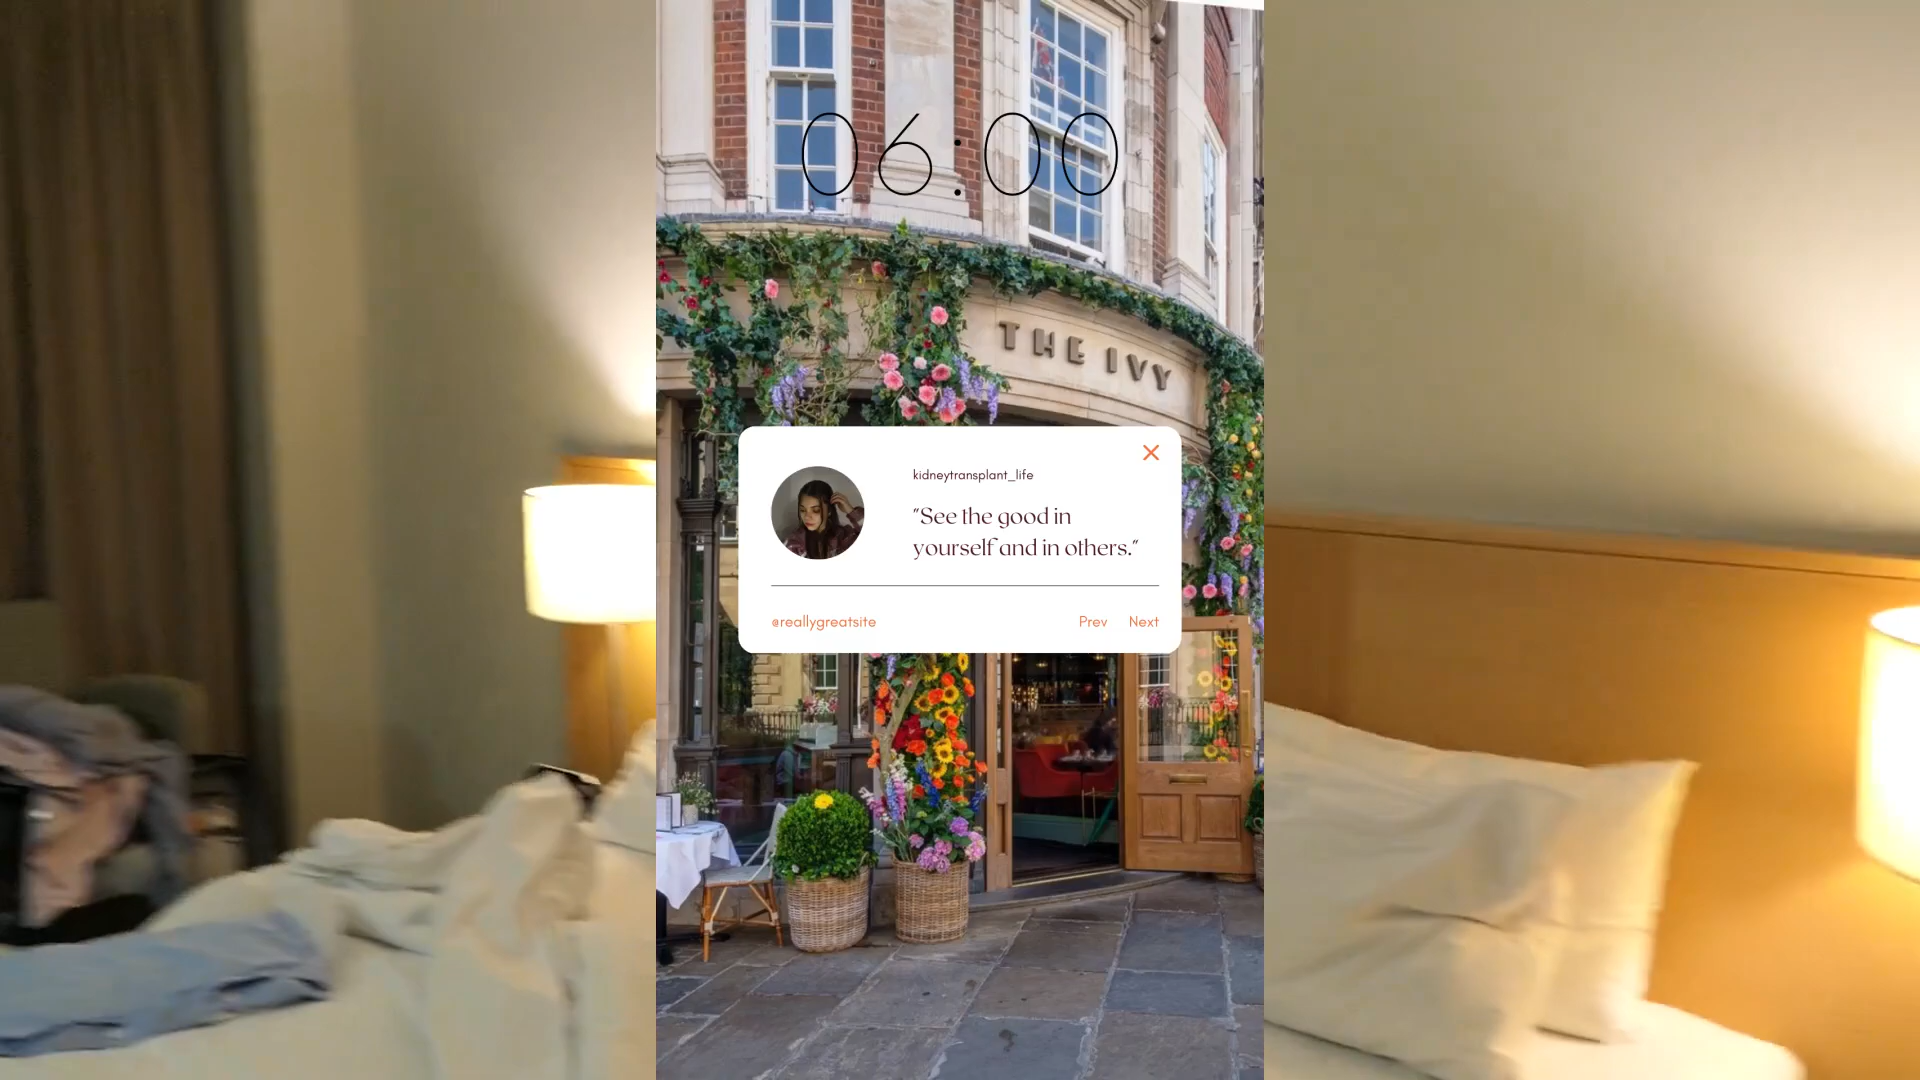 06:00
THE IVY
kidneytransplant_life
"See the good in
yourself and in others."
@reallygreatsite
Prev Next